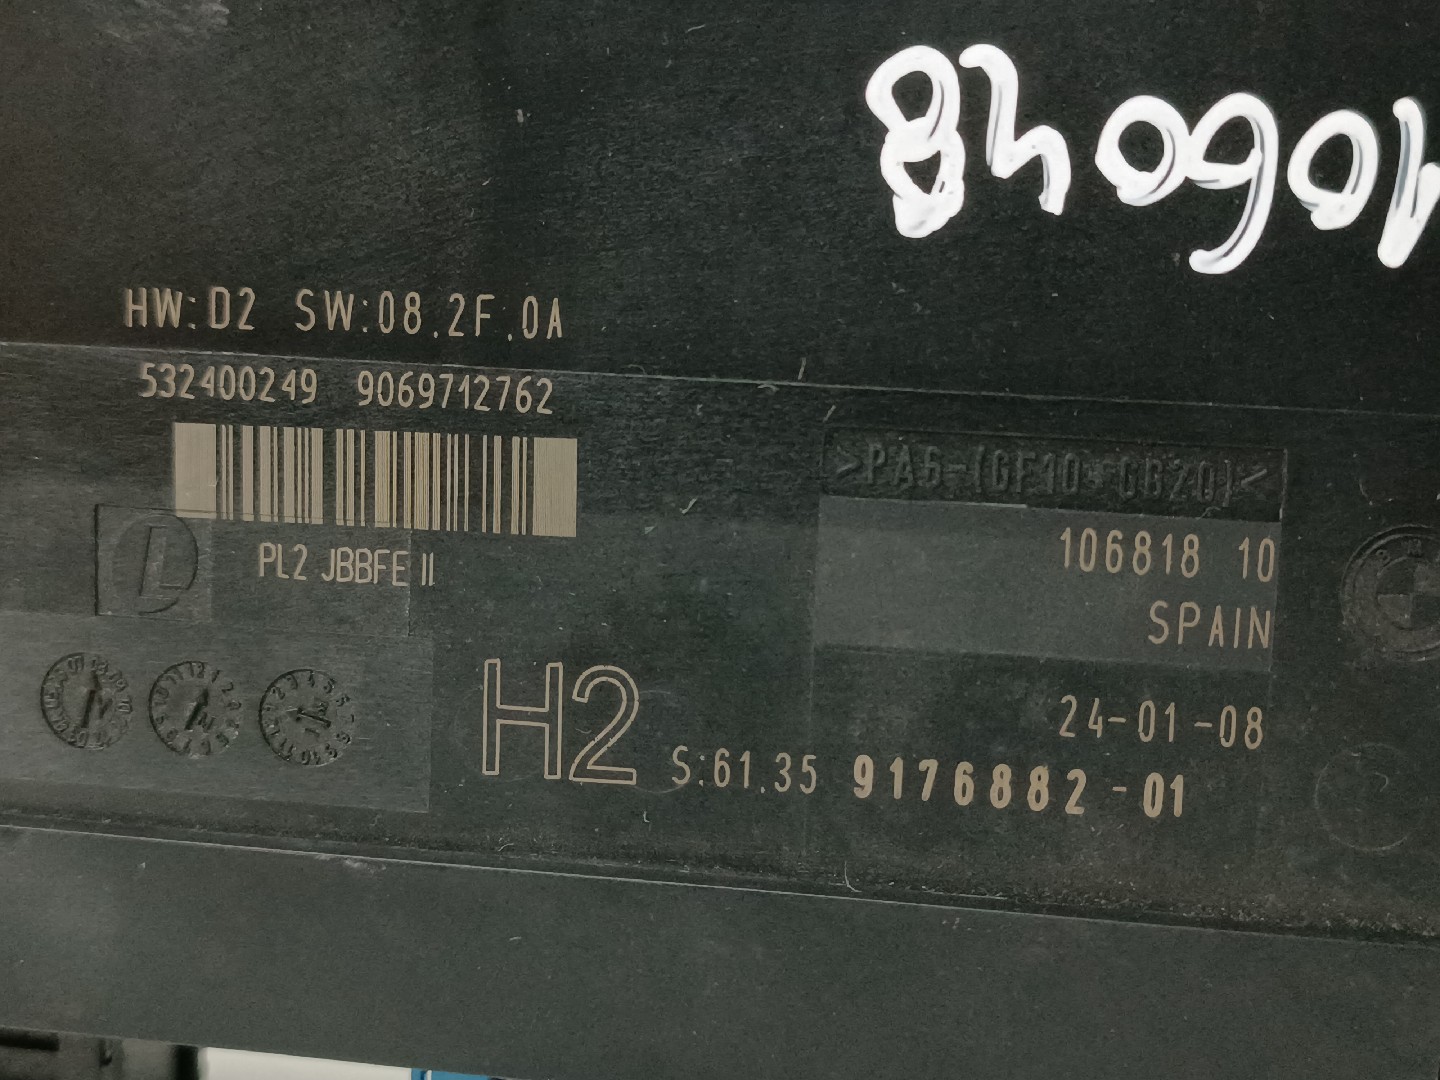 HW:D2 SW:08.2F.0A
532400249 9069712762
PL2 JBBFE II
>PA6-(GF10+GB20)<
106818 10
SPAIN
24-01-08
H2 S:61.35 9176882-01